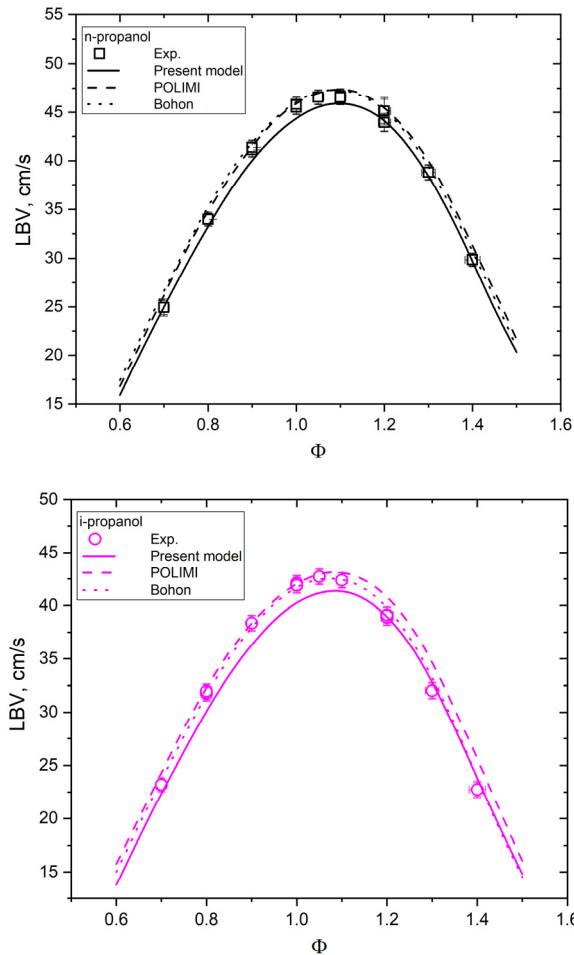 n-propanol
Exp.
Present model
POLIMI
Bohon
LBV, cm/s
50
45
40
35
30
25
20
15
0.6 0.8 1.0 1.2 1.4 1.6
Φ
i-propanol
Exp.
Present model
POLIMI
Bohon
LBV, cm/s
50
45
40
35
30
25
20
15
0.6 0.8 1.0 1.2 1.4 1.6
Φ